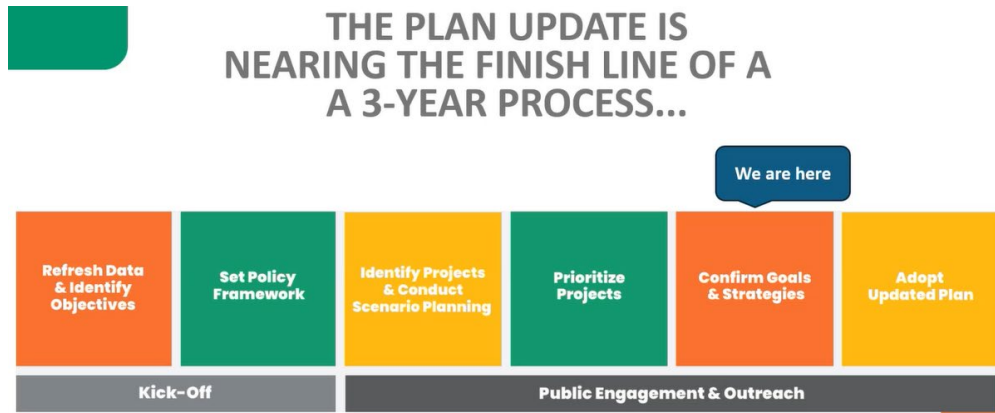 THE PLAN UPDATE IS
NEARING THE FINISH LINE OF A
A 3-YEAR PROCESS...
We are here
Refresh Data
& Identify
Objectives
Set Policy
Framework
Identify Projects
& Conduct
Scenario Planning
Prioritize
Projects
Confirm Goals
& Strategies
Adopt
Updated Plan
Kick-Off
Public Engagement & Outreach